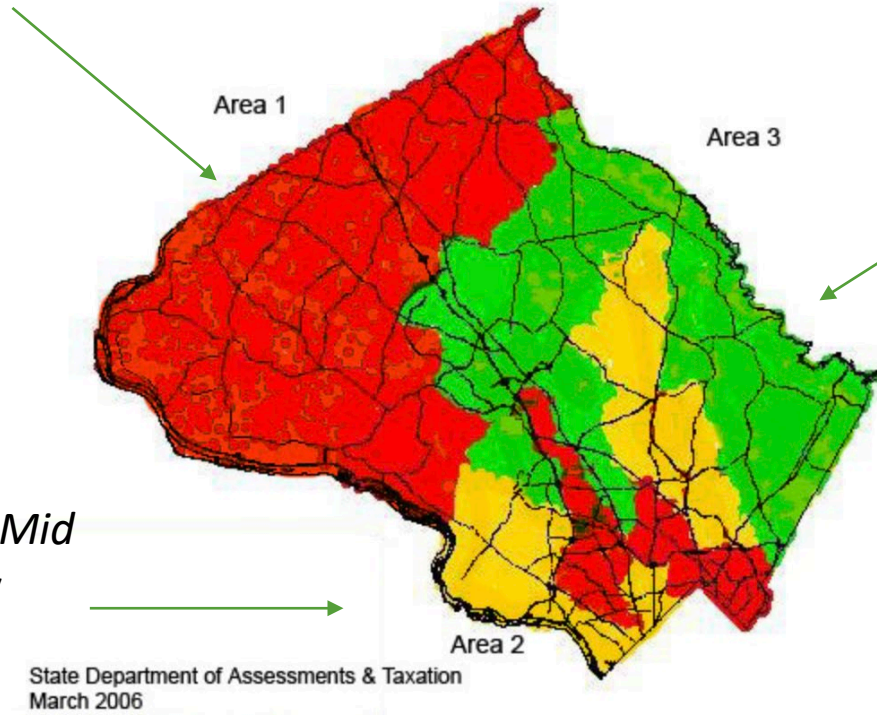 Area 1
Area 3
Mid
Area 2
State Department of Assessments & Taxation
March 2006